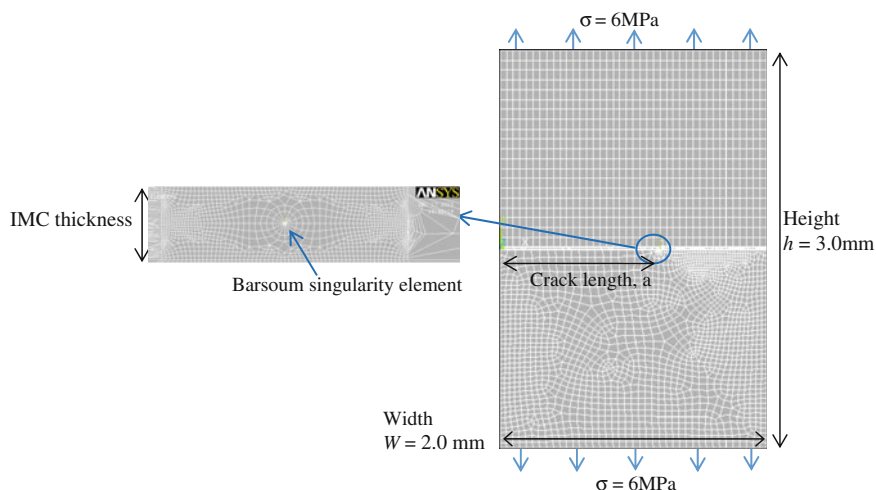 σ = 6MPa
ANSYS
IMC thickness
Barsoum singularity element
Height
h = 3.0mm
X
Crack length, a
Width
W = 2.0 mm
σ = 6MPa